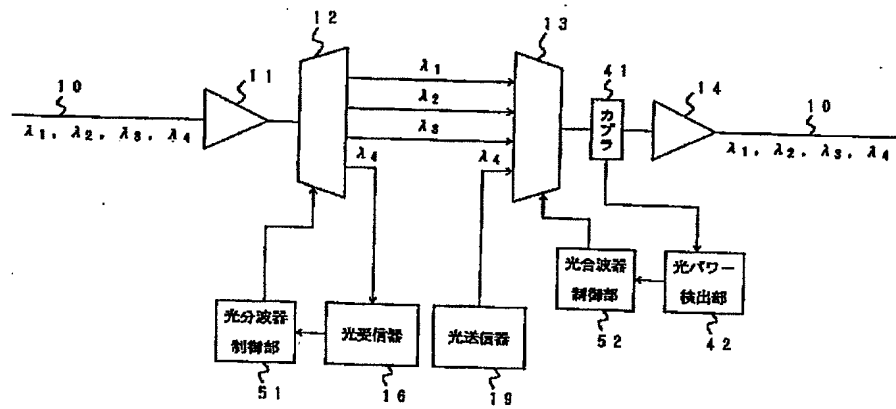 12
13
λ1
41
14
10
11
λ2
カプラ
10
λ3
λ1, λ2, λ3, λ4
λ4
λ4
λ1, λ2, λ3, λ4
光分波器
制御部
光受信器
光送信器
光合波器
制御部
光パワー
検出部
51
16
19
52
42